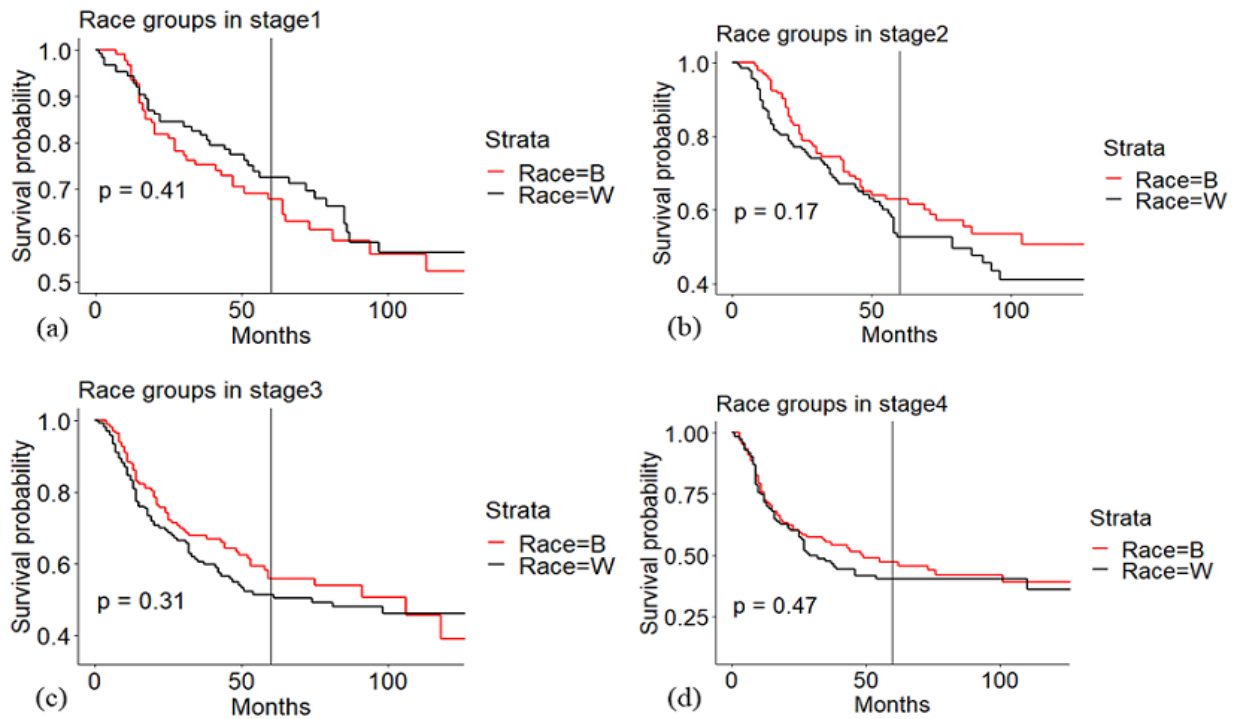 Race groups in stage1
Survival probability
1.0
0.9
0.8
0.7
0.6
0.5
p = 0.41
0
50
100
Months
Strata
Race=B
Race=W
(a)
Race groups in stage2
Survival probability
1.0
0.8
0.6
0.4
p = 0.17
0
50
100
Months
Strata
Race=B
Race=W
(b)
Race groups in stage3
Survival probability
1.0
0.8
0.6
0.4
p = 0.31
0
50
100
Months
Strata
Race=B
Race=W
(c)
Race groups in stage4
Survival probability
1.00
0.75
0.50
0.25
p = 0.47
0
50
100
Months
Strata
Race=B
Race=W
(d)